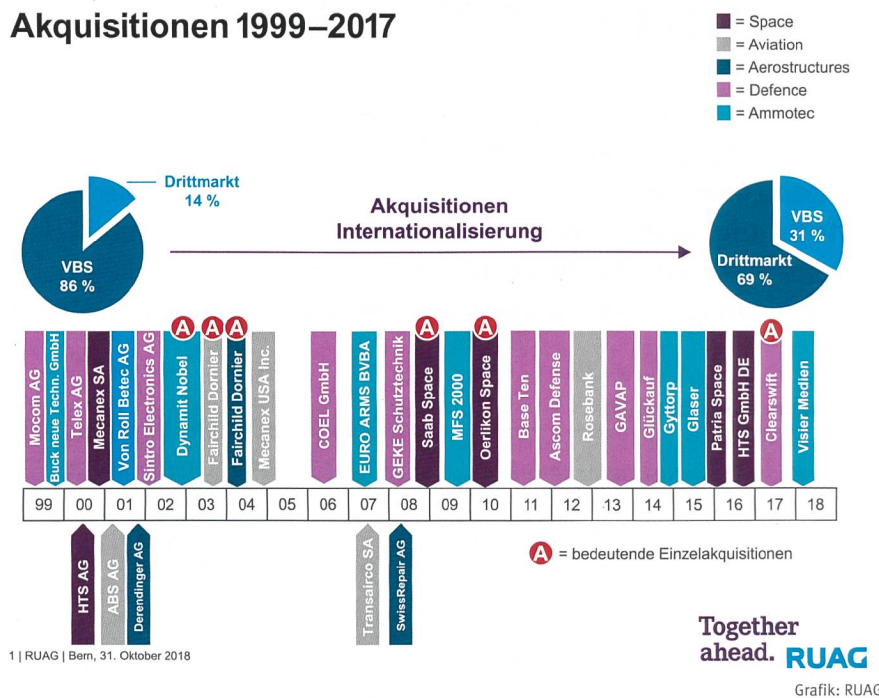 Akquisitionen 1999–2017
= Space
= Aviation
= Aerostructures
= Defence
= Ammotec
Drittmarkt
14 %
VBS
86 %
Akquisitionen
Internationalisierung
VBS
31 %
Drittmarkt
69 %
A
A
A
A
A
A
Mocom AG
Buck neue Techn. GmbH
Telex AG
Mecanex SA
Von Roll Betec AG
Sintro Electronics AG
Dynamit Nobel
Fairchild Dornier
Fairchild Dornier
Mecanex USA Inc.
COEL GmbH
EURO ARMS BVBA
GEKE Schutztechnik
Saab Space
MFS 2000
Oerlikon Space
Base Ten
Ascom Defense
Rosebank
GAVAP
Glückauf
Gyttorp
Glaser
Patria Space
HTS GmbH DE
Clearswift
Visier Medien
99 00 01 02 03 04 05 06 07 08 09 10 11 12 13 14 15 16 17 18
HTS AG
ABS AG
Derendinger AG
Transairco SA
SwissRepair AG
A = bedeutende Einzelakquisitionen
1 | RUAG | Bern, 31. Oktober 2018
Together
ahead. RUAG
Grafik: RUAG